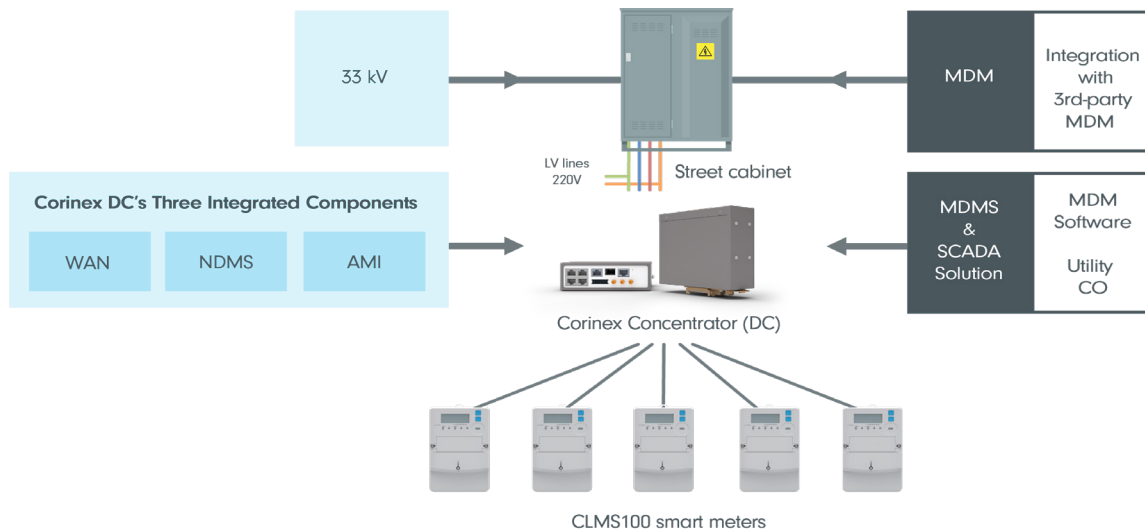 33 kV
MDM
Integration
with
3rd-party
MDM
LV lines
220V
Street cabinet
Corinex DC's Three Integrated Components
WAN
NDMS
AMI
MDMS
&
SCADA
Solution
MDM
Software
Utility
CO
Corinex Concentrator (DC)
CLMS100 smart meters